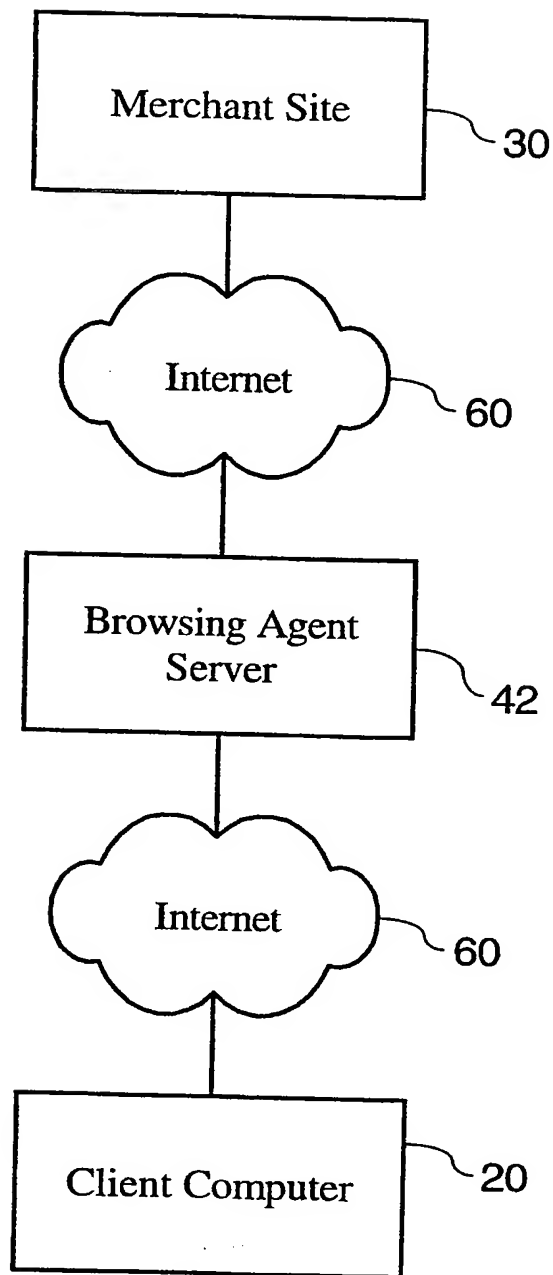 Merchant Site
30
Internet
60
Browsing Agent
Server
42
Internet
60
Client Computer
20